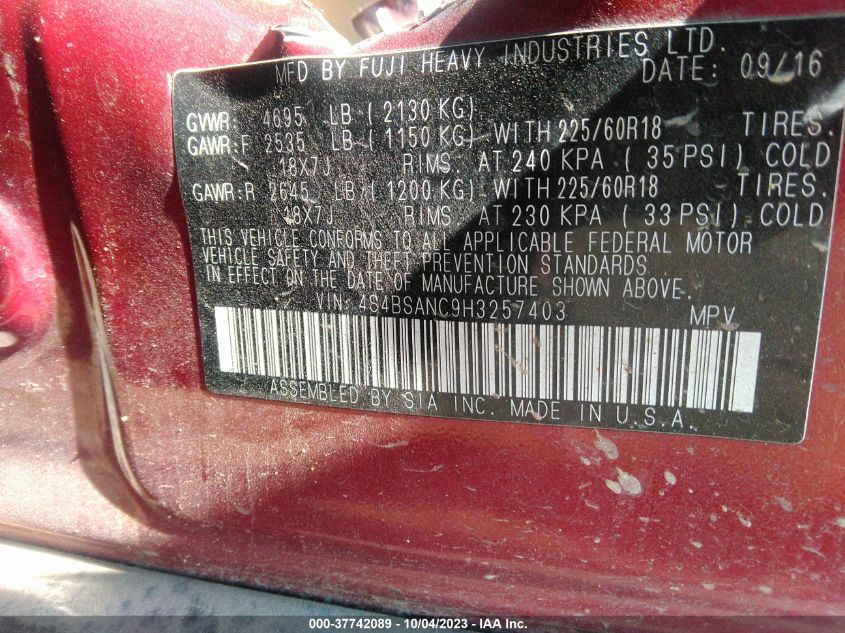 MFD BY FUJI HEAVY INDUSTRIES LTD.
DATE: 09/16
GVWR: 4695 LB (2130 KG)
GAWR:F 2535 LB (1150 KG) WITH 225/60R18 TIRES.
18X7J RIMS. AT 240 KPA (35 PSI) COLD
GAWR:R 2645 LB (1200 KG) WITH 225/60R18 TIRES.
18X7J RIMS. AT 230 KPA (33 PSI) COLD
THIS VEHICLE CONFORMS TO ALL APPLICABLE FEDERAL MOTOR
VEHICLE SAFETY AND THEFT PREVENTION STANDARDS
IN EFFECT ON THE DATE OF MANUFACTURE SHOWN ABOVE.
VIN: 4S4BSANC9H3257403 MPV
ASSEMBLED BY SIA INC. MADE IN U.S.A.
000-37742089 - 10/04/2023 - IAA Inc.